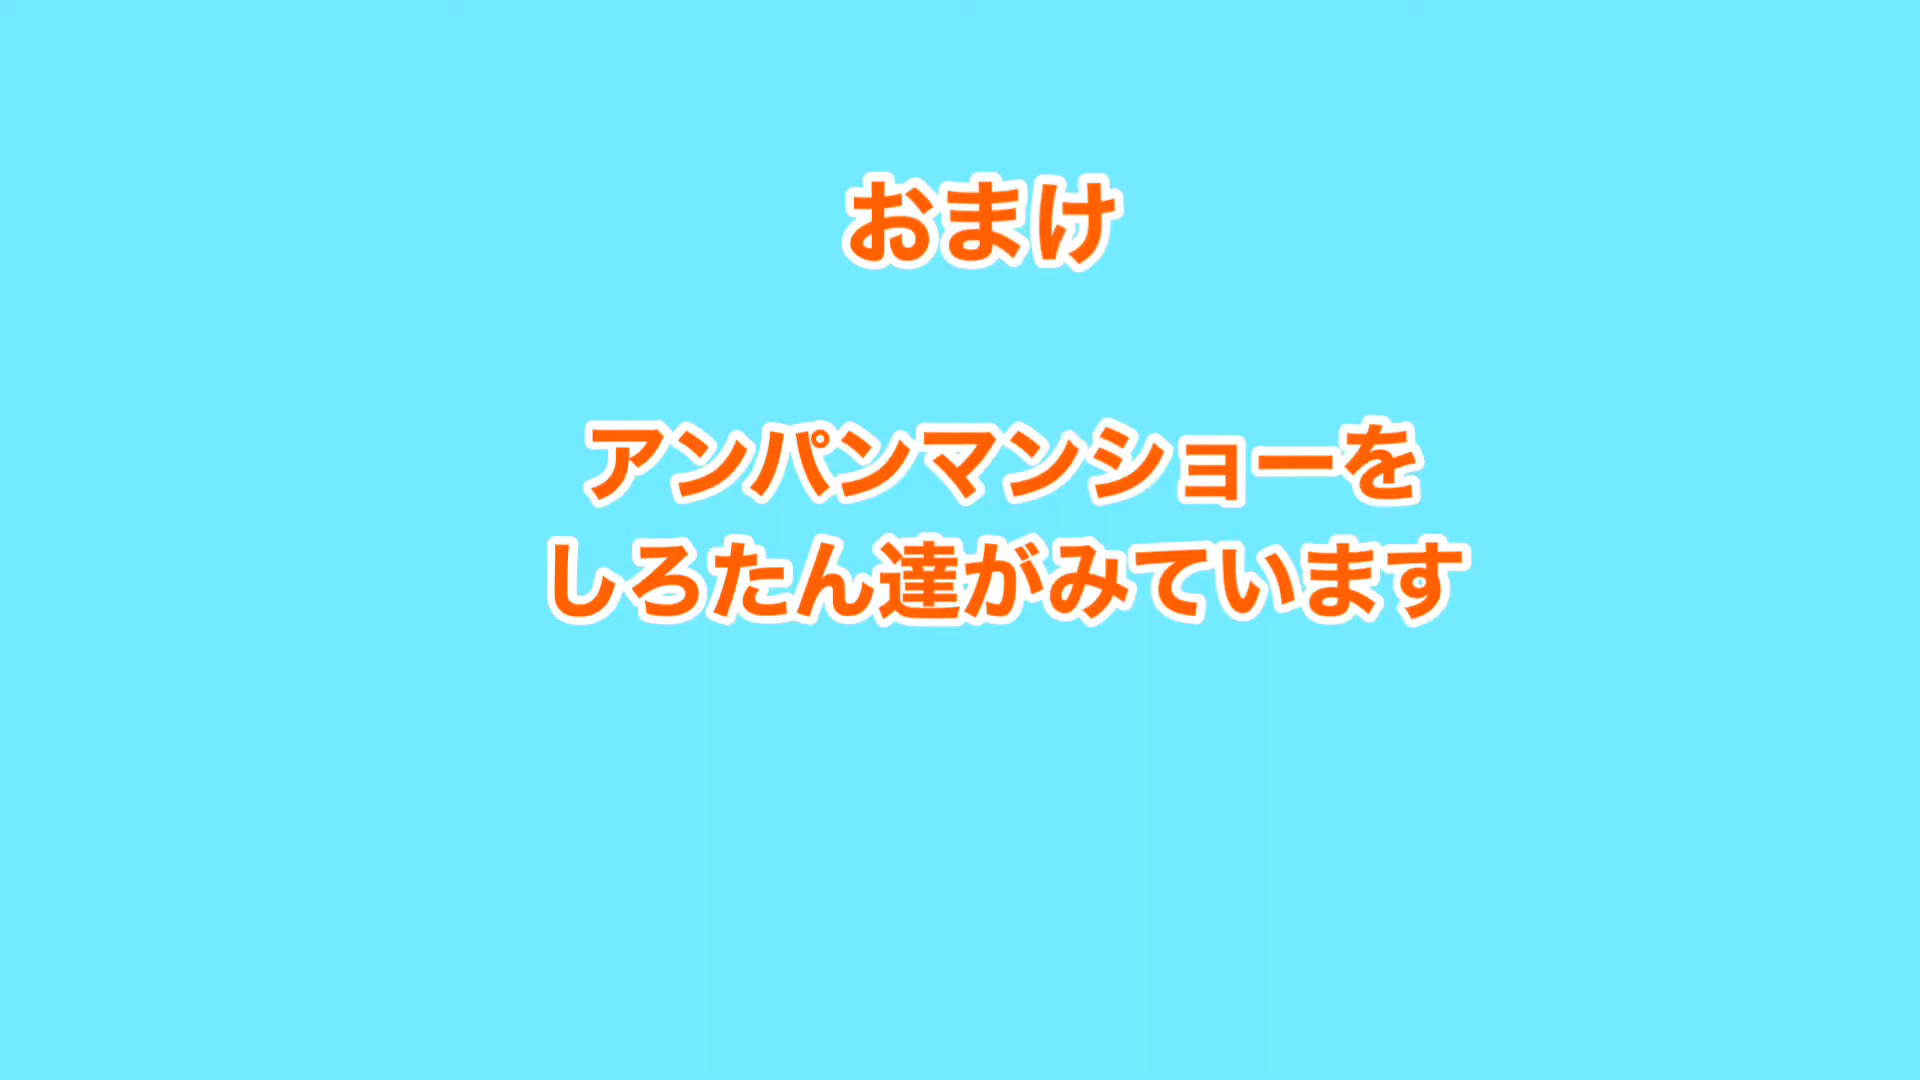 おまけ
アンパンマンショーを
しろたん達がみています